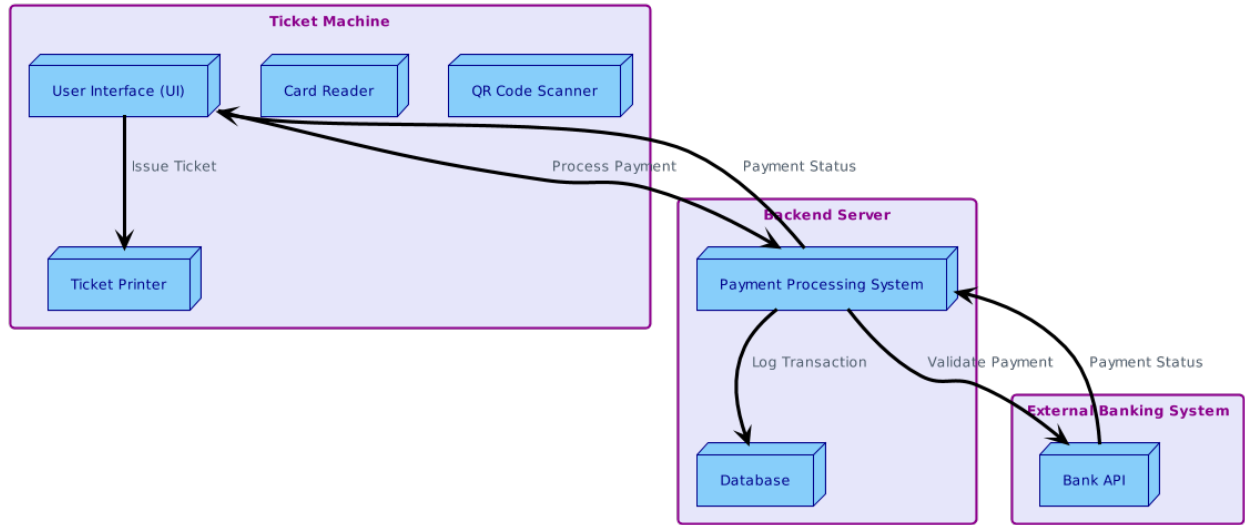 Ticket Machine
User Interface (UI)
Card Reader
QR Code Scanner
Issue Ticket
Process Payment
Payment Status
Backend Server
Ticket Printer
Payment Processing System
Log Transaction
Validate Payment
Payment Status
External Banking System
Database
Bank API